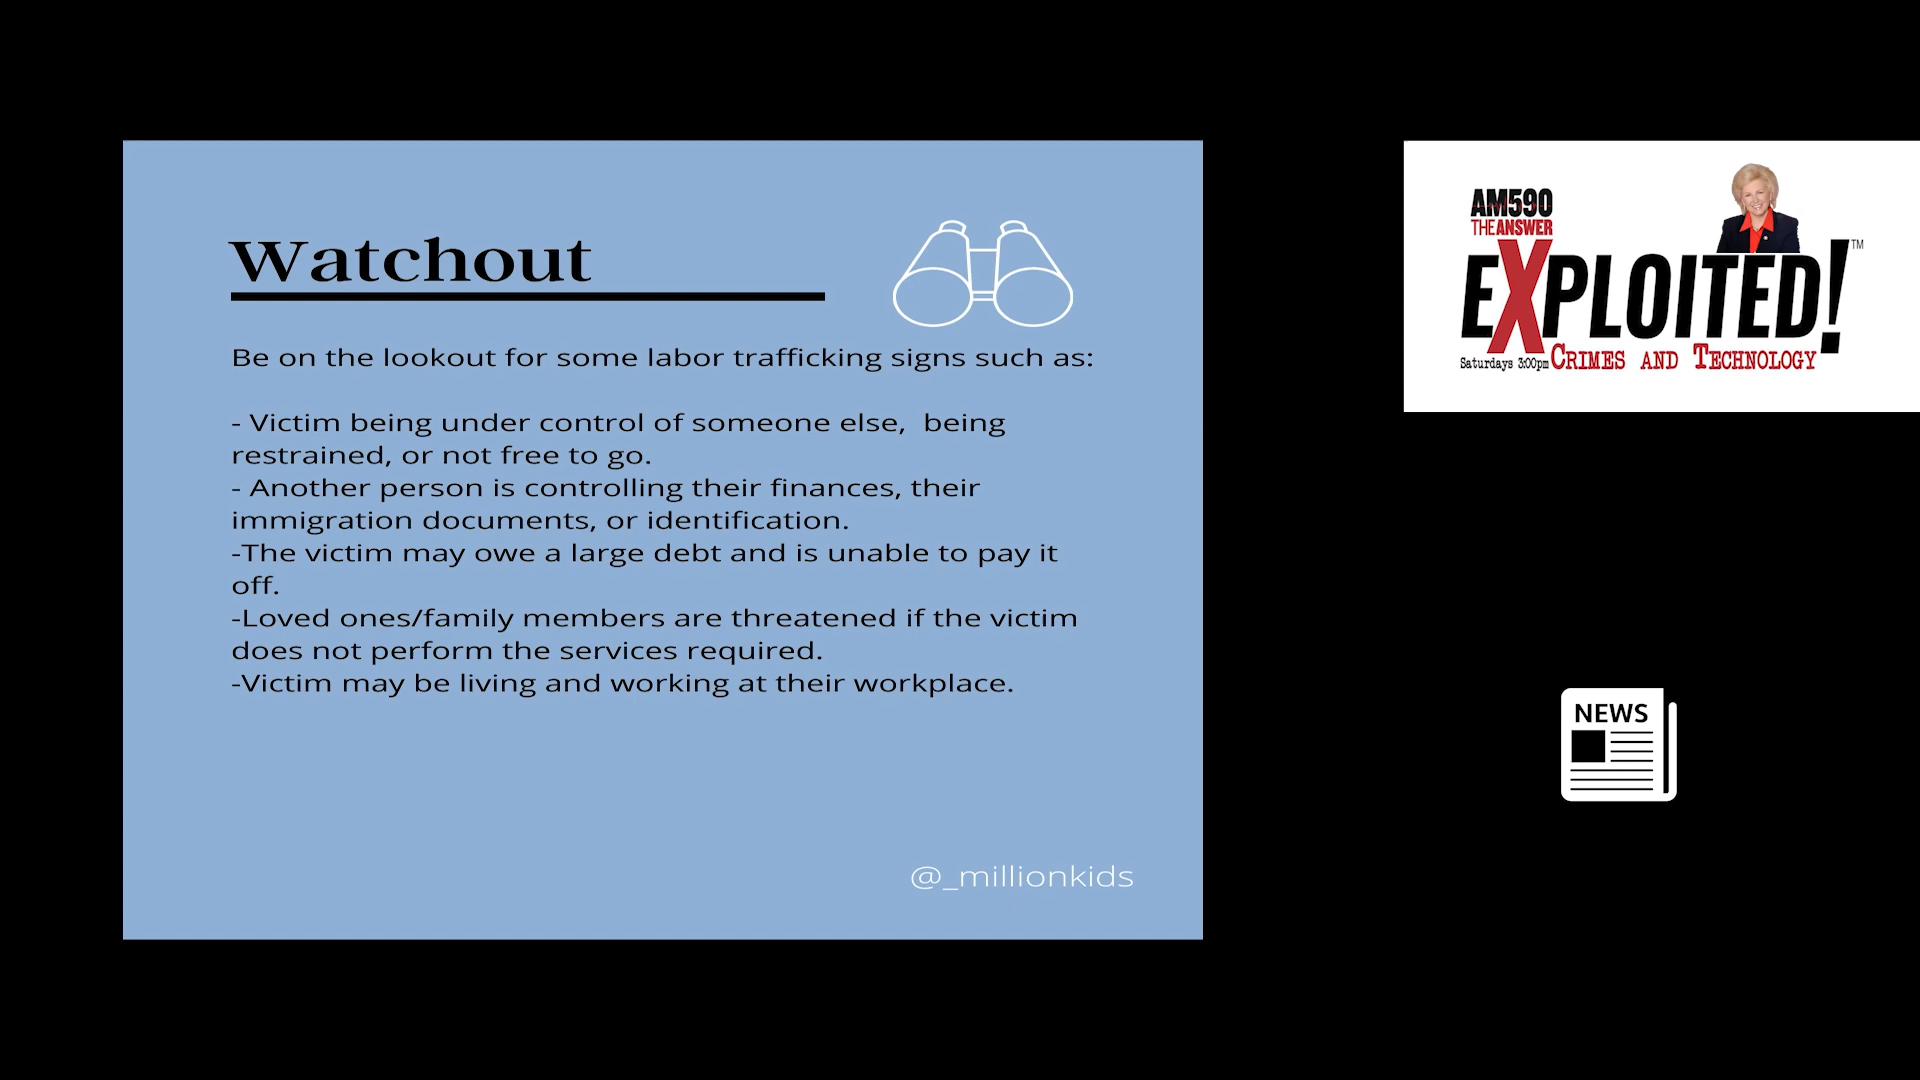 Watchout
Be on the lookout for some labor trafficking signs such as:
- Victim being under control of someone else,  being
restrained, or not free to go.
- Another person is controlling their finances, their
immigration documents, or identification.
-The victim may owe a large debt and is unable to pay it
off.
-Loved ones/family members are threatened if the victim
does not perform the services required.
-Victim may be living and working at their workplace.
@_millionkids
AM590
THE ANSWER
EXPLOITED!™
Saturdays 3:00pm CRIMES AND TECHNOLOGY
NEWS